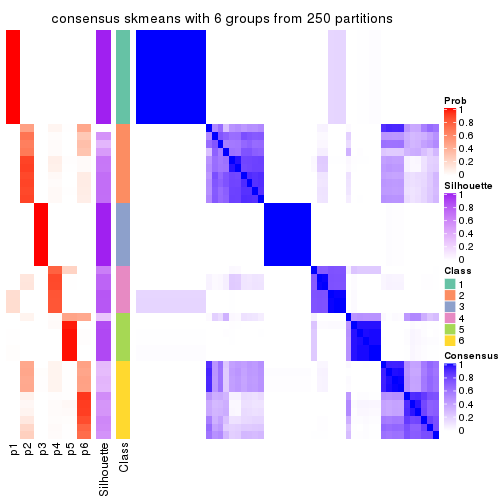 consensus skmeans with 6 groups from 250 partitions
Prob
1
0.8
0.6
0.4
0.2
0
Silhouette
1
0.8
0.6
0.4
0.2
0
Class
1
2
3
4
5
6
Consensus
1
0.8
0.6
0.4
0.2
0
p1
p2
p3
p4
p5
p6
Silhouette
Class